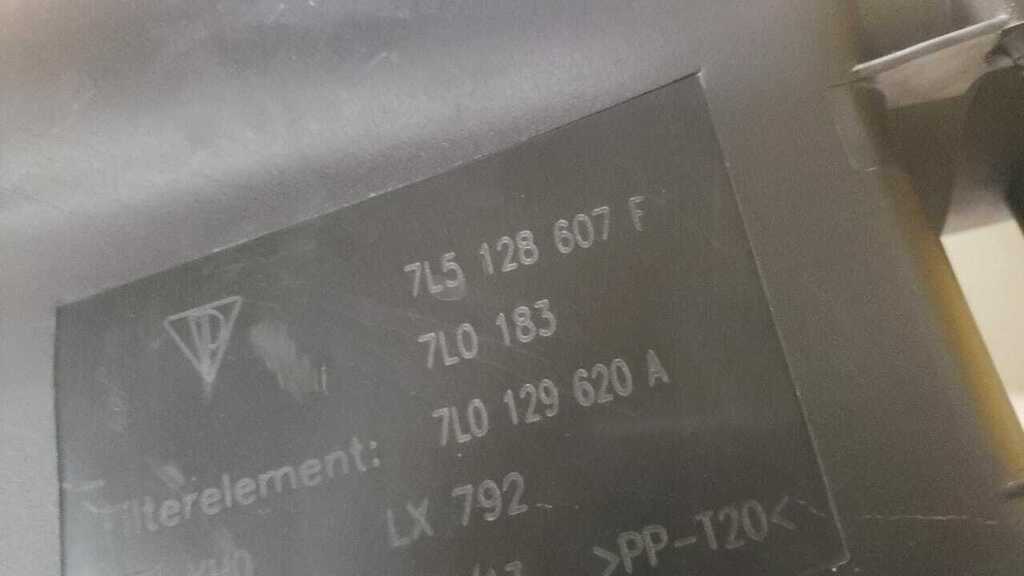 7L5 128 607 F
7L0 183
7L0 129 620 A
Filterelement:
LX 792
>PP-T20<